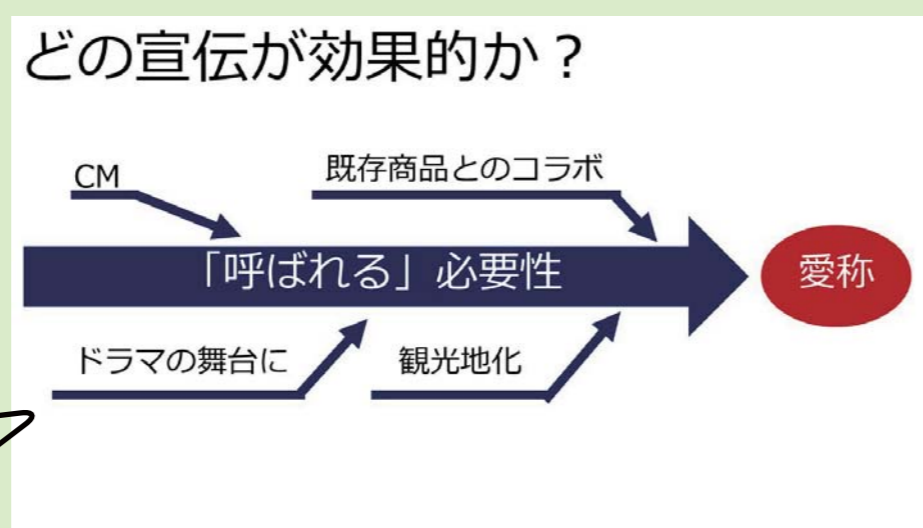 どの宣伝が効果的か？
CM
既存商品とのコラボ
「呼ばれる」必要性
愛称
ドラマの舞台に
観光地化